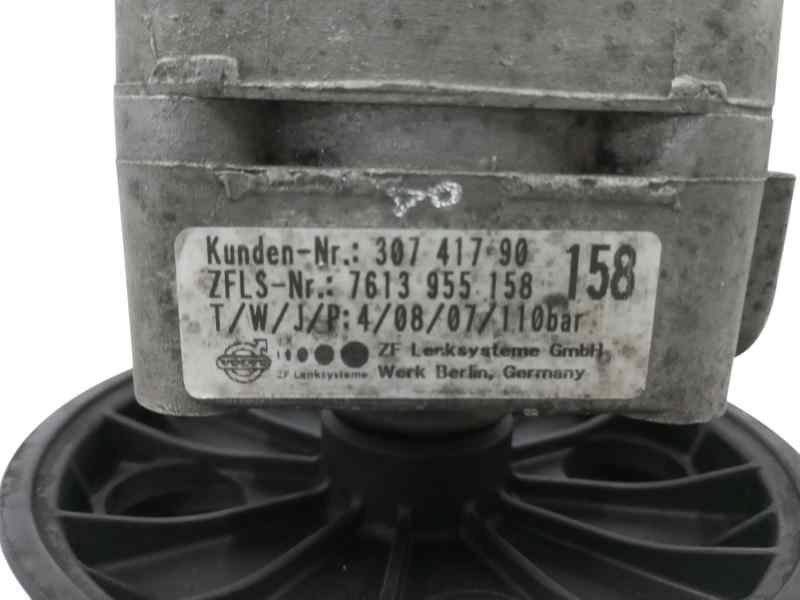 Kunden-Nr.: 307 417 90
158
ZFLS-Nr.: 7613 955 158
T/W/J/P: 4/08/07/110bar
VOLVO
ZF Lenksysteme
ZF Lenksysteme GmbH
Werk Berlin, Germany